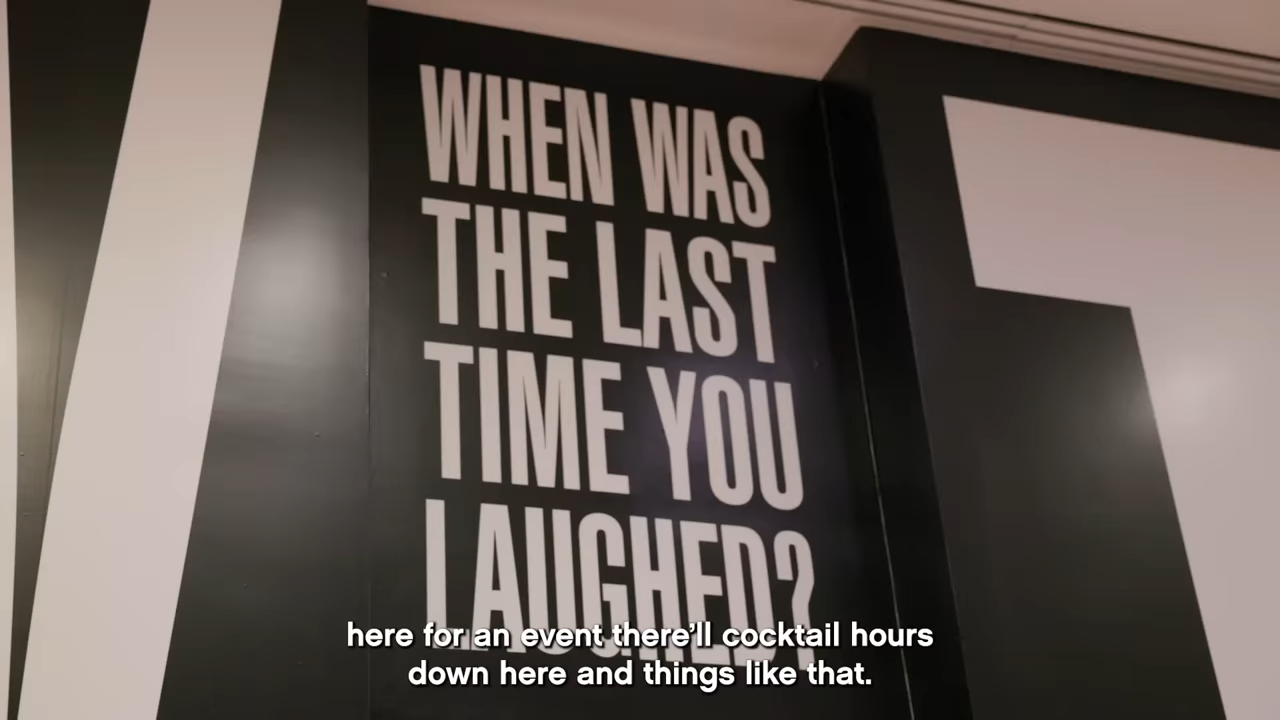 WHEN WAS
THE LAST
TIME YOU
LAUGHED?
here for an event there'll cocktail hours
down here and things like that.